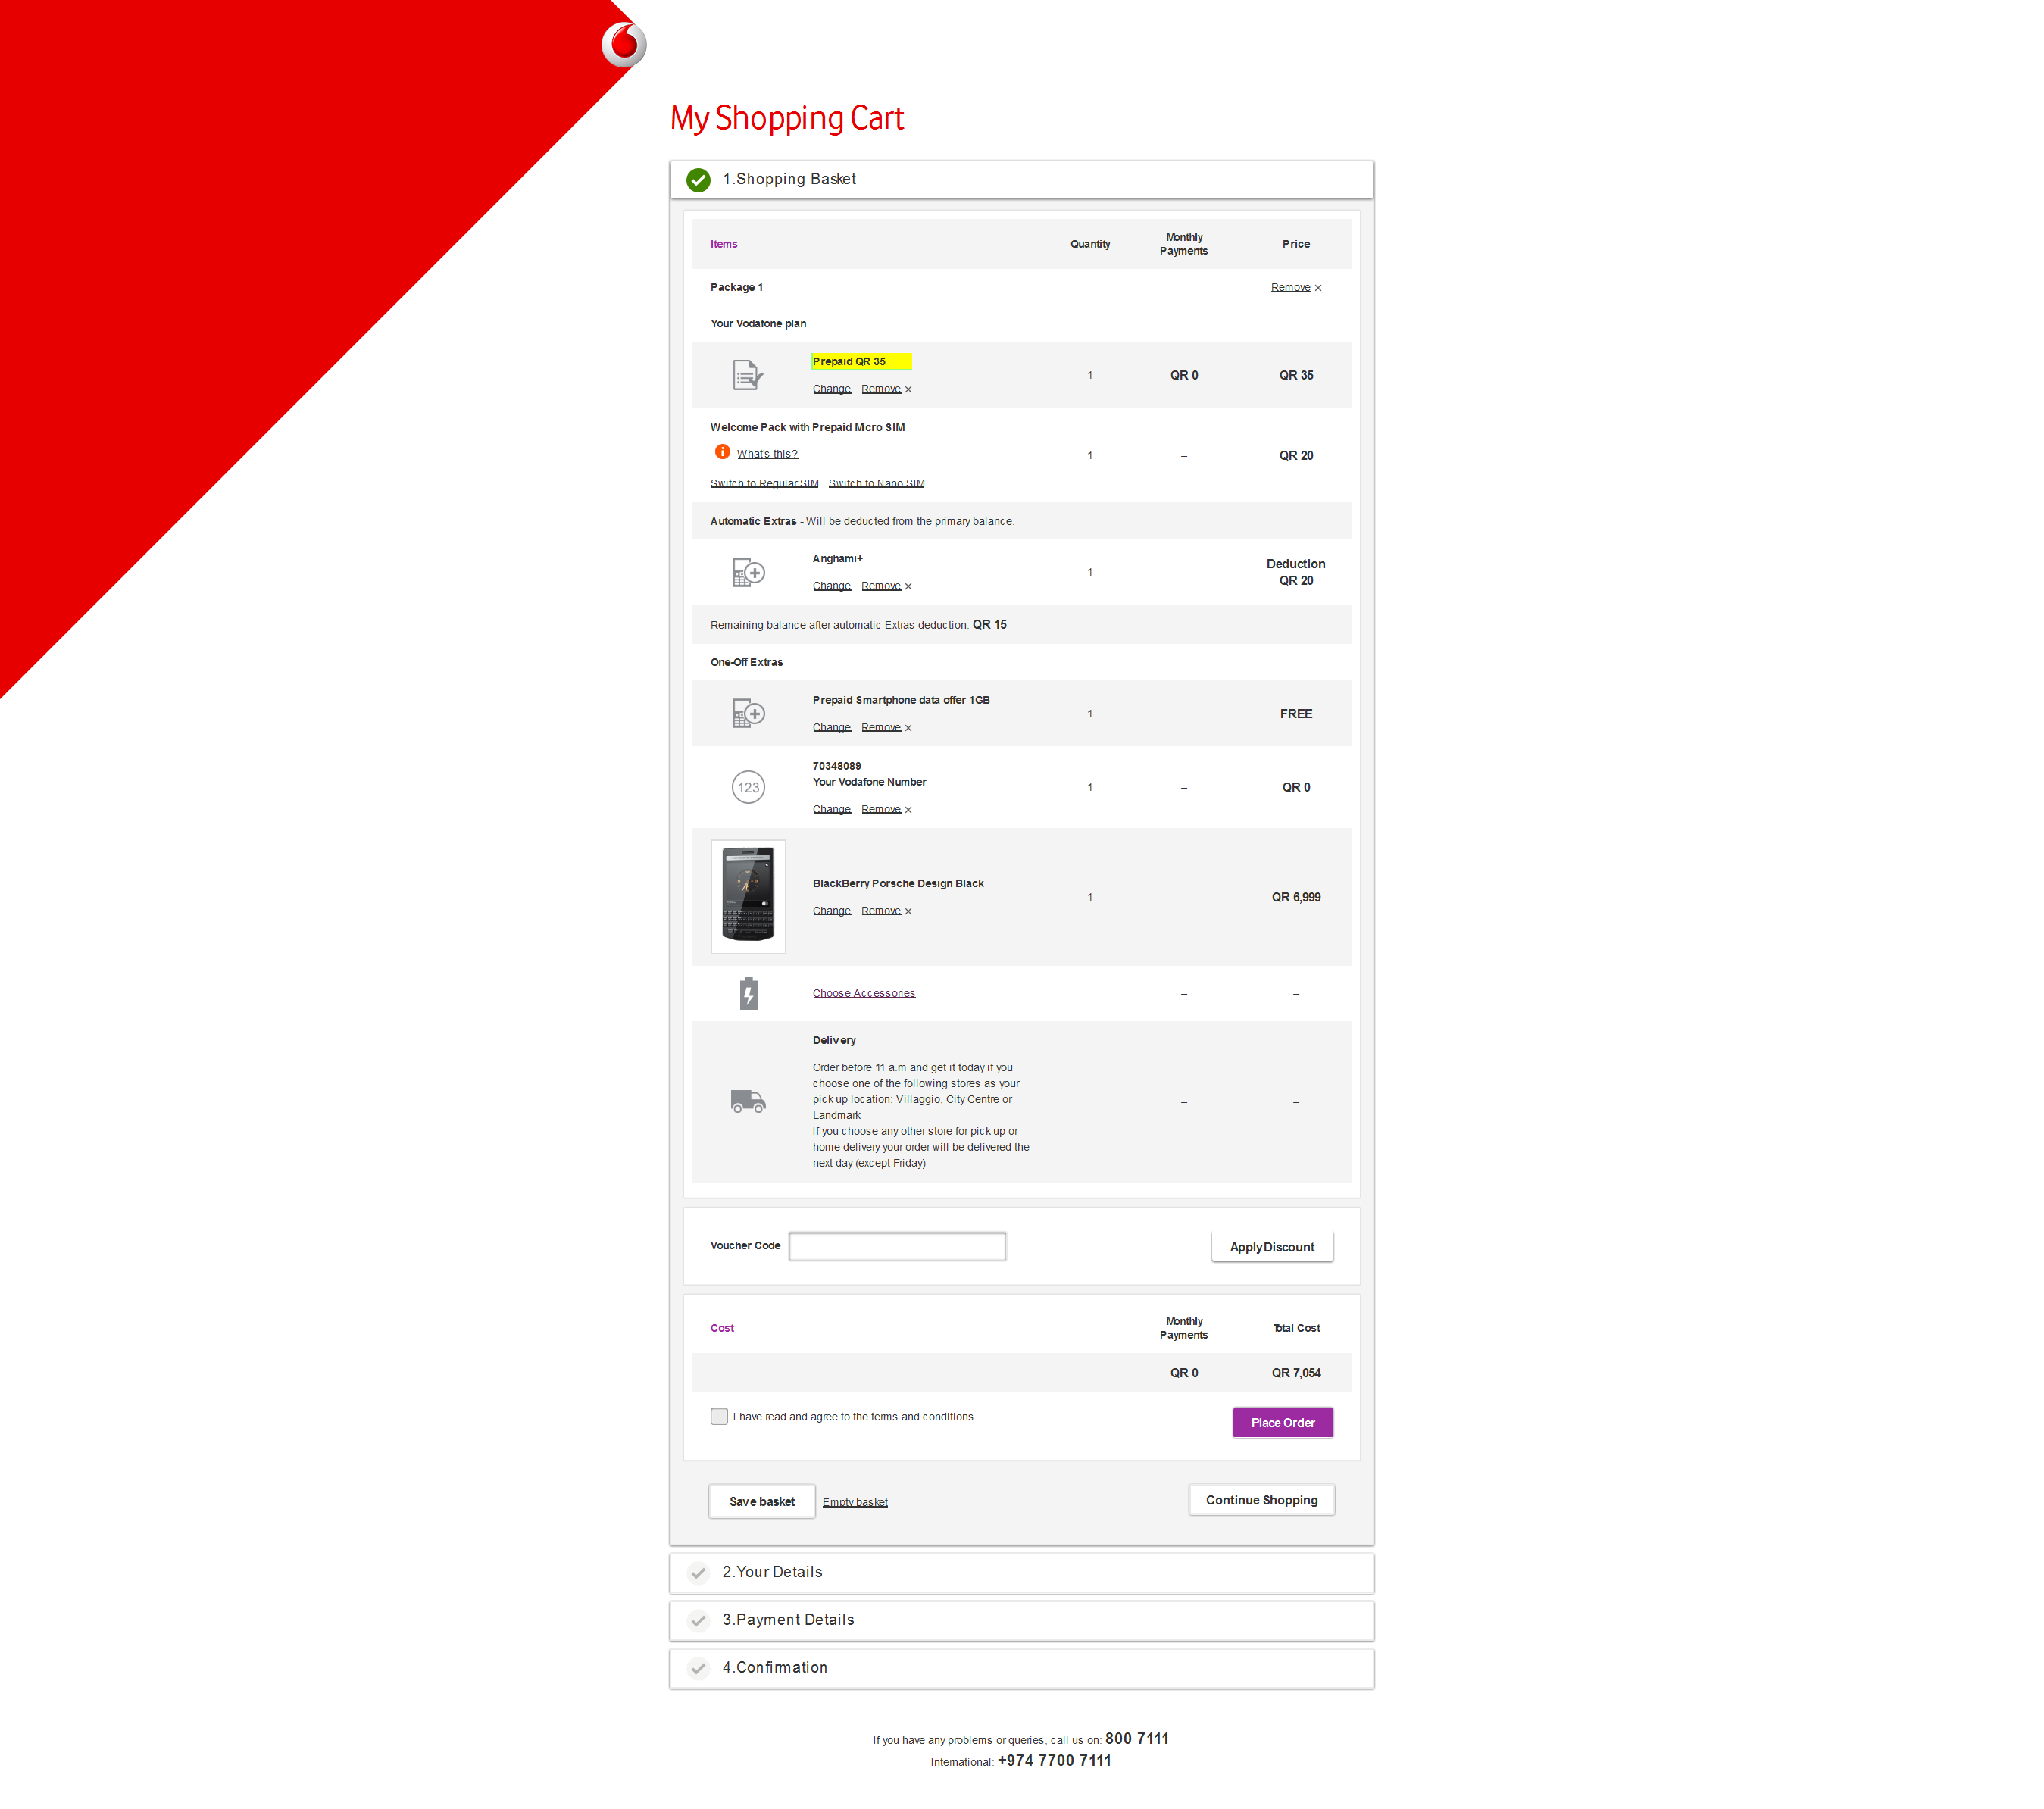 My Shopping Cart
1.Shopping Basket
Items Quantity Monthly Payments Price
Package 1 Remove ×
Your Vodafone plan
Prepaid QR 35
Change Remove ×
1 QR 0 QR 35
Welcome Pack with Prepaid Micro SIM
What's this?
1 – QR 20
Switch to Regular SIM Switch to Nano SIM
Automatic Extras - Will be deducted from the primary balance.
Anghami+
Change Remove ×
1 – Deduction QR 20
Remaining balance after automatic Extras deduction: QR 15
One-Off Extras
Prepaid Smartphone data offer 1GB
Change Remove ×
1 FREE
123
70348089
Your Vodafone Number
Change Remove ×
1 – QR 0
BlackBerry Porsche Design Black
Change Remove ×
1 – QR 6,999
Choose Accessories – –
Delivery
Order before 11 a.m and get it today if you
choose one of the following stores as your
pick up location: Villaggio, City Centre or
Landmark
If you choose any other store for pick up or
home delivery your order will be delivered the
next day (except Friday)
– –
Voucher Code Apply Discount
Cost Monthly Payments Total Cost
QR 0 QR 7,054
I have read and agree to the terms and conditions Place Order
Save basket Empty basket Continue Shopping
2.Your Details
3.Payment Details
4.Confirmation
If you have any problems or queries, call us on: 800 7111
International: +974 7700 7111